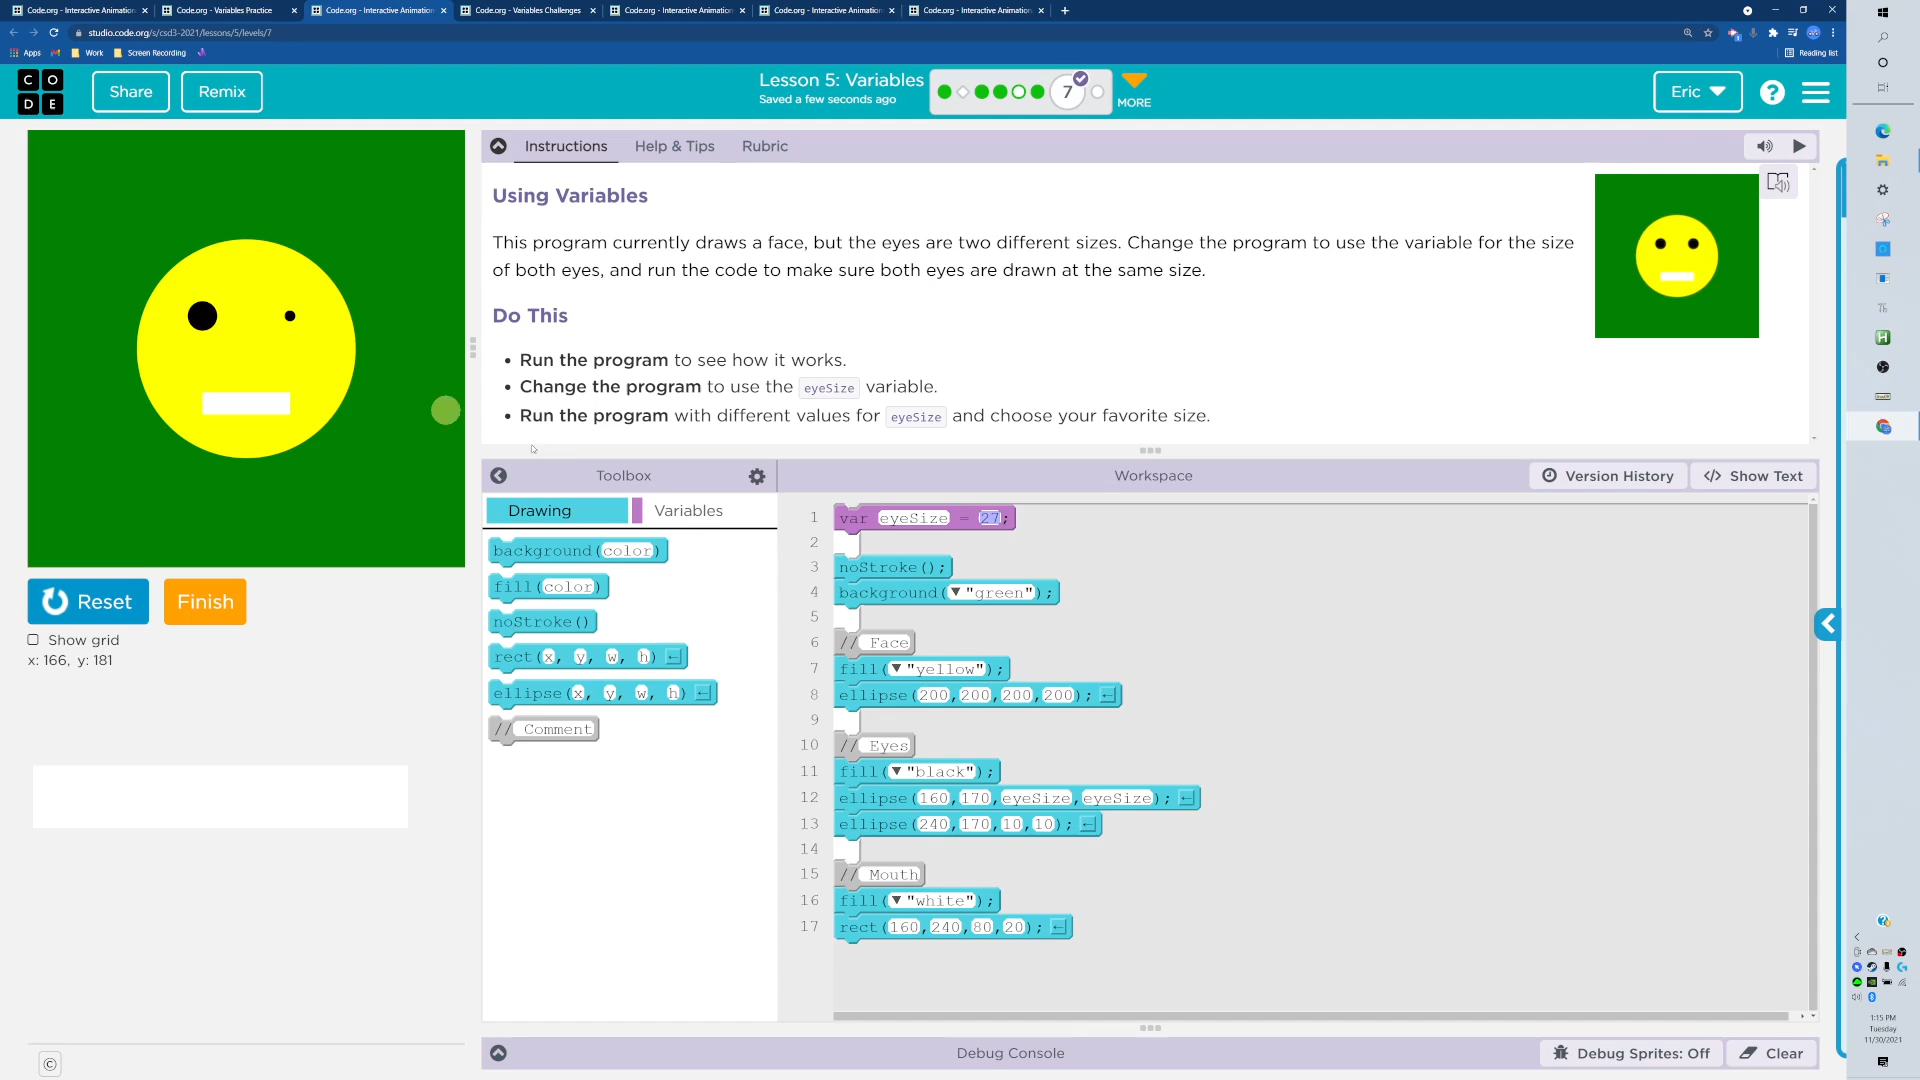 Code.org - Interactive Animation
Code.org - Variables Practice
Code.org - Interactive Animation
Code.org - Variables Challenges
Code.org - Interactive Animation
Code.org - Interactive Animation
Code.org - Interactive Animation
studio.code.org/s/csd3-2021/lessons/5/levels/7
Apps
Work
Screen Recording
Reading list
C O
D E
Share
Remix
Lesson 5: Variables
Saved a few seconds ago
7
MORE
Eric
?
Instructions
Help & Tips
Rubric
Using Variables
This program currently draws a face, but the eyes are two different sizes. Change the program to use the variable for the size
of both eyes, and run the code to make sure both eyes are drawn at the same size.
Do This
• Run the program to see how it works.
• Change the program to use the eyeSize variable.
• Run the program with different values for eyeSize and choose your favorite size.
Toolbox
Workspace
Version History
</> Show Text
Drawing
Variables
background(color)
fill(color)
noStroke()
rect(x, y, w, h)
ellipse(x, y, w, h)
// Comment
1 var eyeSize = 27;
2
3 noStroke();
4 background("green");
5
6 // Face
7 fill("yellow");
8 ellipse(200,200,200,200);
9
10 // Eyes
11 fill("black");
12 ellipse(160,170,eyeSize,eyeSize);
13 ellipse(240,170,10,10);
14
15 // Mouth
16 fill("white");
17 rect(160,240,80,20);
Reset
Finish
Show grid
x: 166, y: 181
©
Debug Console
Debug Sprites: Off
Clear
1:15 PM
Tuesday
11/30/2021